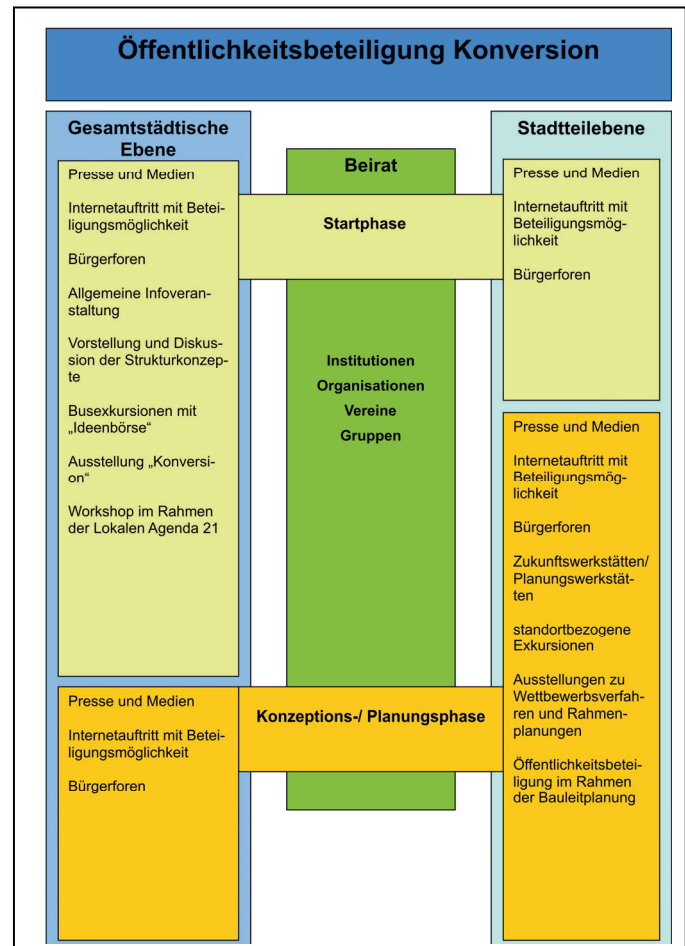 Öffentlichkeitsbeteiligung Konversion
Gesamtstädtische
Ebene
Presse und Medien
Internetauftritt mit Betei-
ligungsmöglichkeit
Bürgerforen
Allgemeine Infoveran-
staltung
Vorstellung und Diskus-
sion der Strukturkonzep-
te
Busexkursionen mit
„Ideenbörse“
Ausstellung „Konversi-
on“
Workshop im Rahmen
der Lokalen Agenda 21
Presse und Medien
Internetauftritt mit Betei-
ligungsmöglichkeit
Bürgerforen
Beirat
Startphase
Institutionen
Organisationen
Vereine
Gruppen
Konzeptions-/ Planungsphase
Stadtteilebene
Presse und Medien
Internetauftritt mit
Beteiligungsmög-
lichkeit
Bürgerforen
Presse und Medien
Internetauftritt mit
Beteiligungsmög-
lichkeit
Bürgerforen
Zukunftswerkstätten/
Planungswerkstät-
ten
standortbezogene
Exkursionen
Ausstellungen zu
Wettbewerbsverfah-
ren und Rahmen-
planungen
Öffentlichkeitsbetei-
ligung im Rahmen
der Bauleitplanung